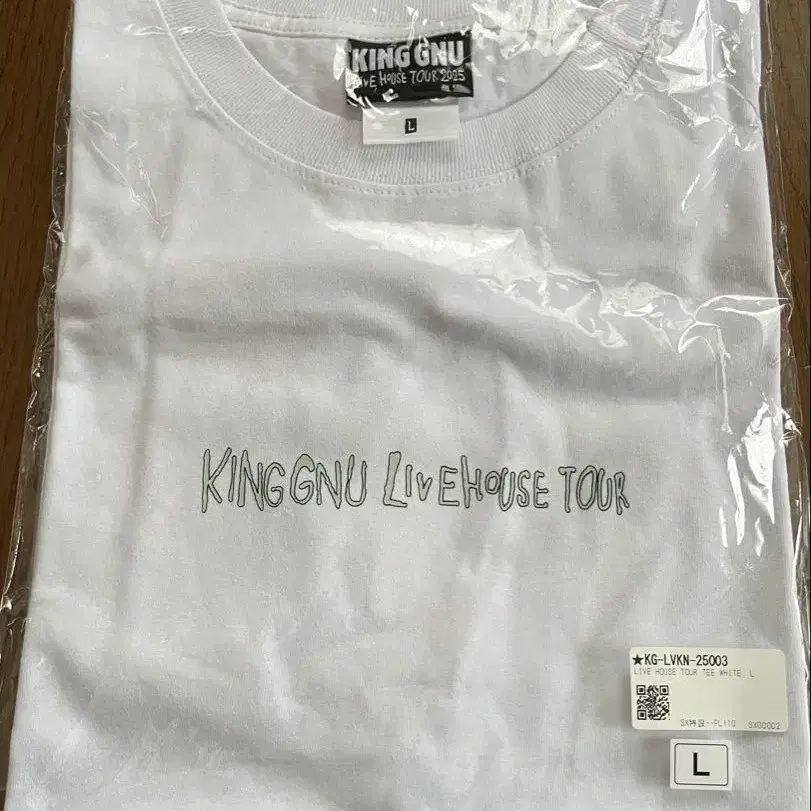 KING GNU
LIVE HOUSE TOUR 2025
L
KING GNU LIVE HOUSE TOUR
★KG-LVKN-25003
LIVE HOUSE TOUR TEE WHITE L
L